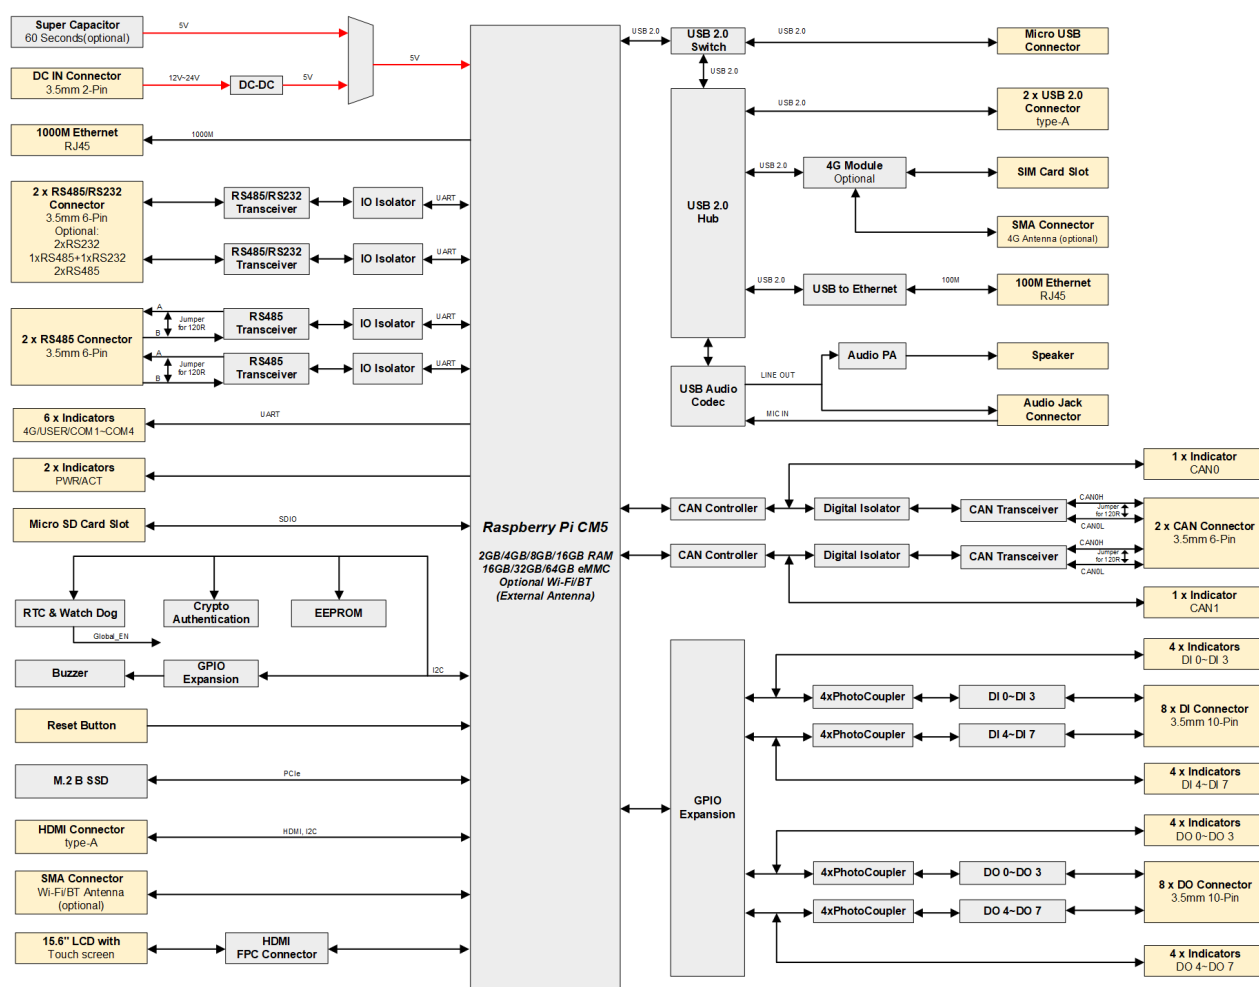 Super Capacitor
60 Seconds(optional)
5V
DC IN Connector
3.5mm 2-Pin
12V~24V
DC-DC
5V
5V
1000M Ethernet
RJ45
1000M
2 x RS485/RS232
Connector
3.5mm 6-Pin
Optional:
2xRS232
1xRS485+1xRS232
2xRS485
RS485/RS232
Transceiver
IO Isolator
UART
RS485/RS232
Transceiver
IO Isolator
UART
2 x RS485 Connector
3.5mm 6-Pin
A
Jumper
for 120R
B
RS485
Transceiver
IO Isolator
UART
A
Jumper
for 120R
B
RS485
Transceiver
IO Isolator
UART
6 x Indicators
4G/USER/COM1~COM4
UART
2 x Indicators
PWR/ACT
Micro SD Card Slot
SDIO
RTC & Watch Dog
Crypto
Authentication
EEPROM
Global_EN
Buzzer
GPIO
Expansion
I2C
Reset Button
M.2 B SSD
PCIe
HDMI Connector
type-A
HDMI, I2C
SMA Connector
Wi-Fi/BT Antenna
(optional)
15.6" LCD with
Touch screen
HDMI
FPC Connector
Raspberry Pi CM5
2GB/4GB/8GB/16GB RAM
16GB/32GB/64GB eMMC
Optional Wi-Fi/BT
(External Antenna)
USB 2.0
USB 2.0
Switch
USB 2.0
Micro USB
Connector
USB 2.0
USB 2.0
Hub
USB 2.0
2 x USB 2.0
Connector
type-A
USB 2.0
4G Module
Optional
SIM Card Slot
SMA Connector
4G Antenna (optional)
USB 2.0
USB to Ethernet
100M
100M Ethernet
RJ45
USB Audio
Codec
LINE OUT
Audio PA
Speaker
MIC IN
Audio Jack
Connector
1 x Indicator
CAN0
CAN Controller
Digital Isolator
CAN Transceiver
CAN0H
Jumper
for 120R
CAN0L
2 x CAN Connector
3.5mm 6-Pin
CAN Controller
Digital Isolator
CAN Transceiver
CAN0H
Jumper
for 120R
CAN0L
1 x Indicator
CAN1
GPIO
Expansion
4 x Indicators
DI 0~DI 3
4xPhotoCoupler
DI 0~DI 3
8 x DI Connector
3.5mm 10-Pin
4xPhotoCoupler
DI 4~DI 7
4 x Indicators
DI 4~DI 7
4 x Indicators
DO 0~DO 3
4xPhotoCoupler
DO 0~DO 3
8 x DO Connector
3.5mm 10-Pin
4xPhotoCoupler
DO 4~DO 7
4 x Indicators
DO 4~DO 7